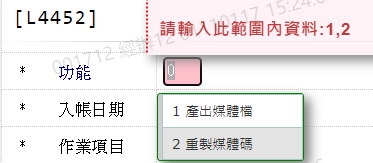 [L4452]
請輸入此範圍內資料:1,2
* 功能 0
* 入帳日期
1 產出媒體檔
* 作業項目
2 重製媒體碼